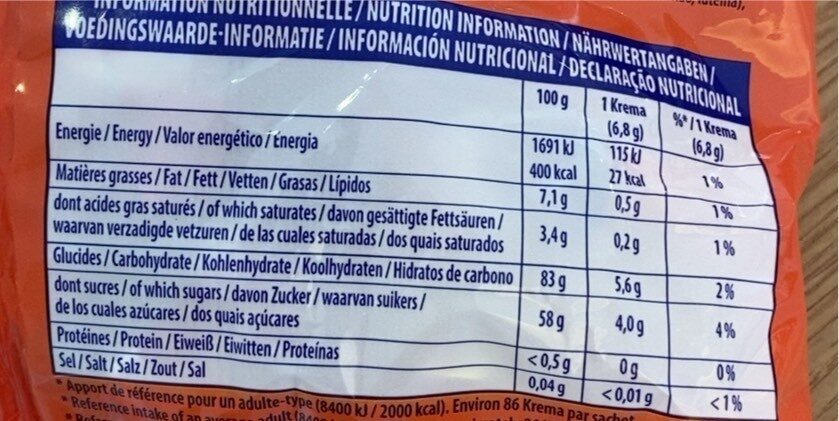 INFORMATION NUTRITIONNELLE / NUTRITION INFORMATION / NÄHRWERTANGABEN /
VOEDINGSWAARDE-INFORMATIE / INFORMACIÓN NUTRICIONAL / DECLARAÇÃO NUTRICIONAL
100 g 1 Krema %* / 1 Krema
(6,8 g) (6,8 g)
Energie / Energy / Valor energético / Energia 1691 kJ 115 kJ
400 kcal 27 kcal 1%
Matières grasses / Fat / Fett / Vetten / Grasas / Lípidos 7,1 g 0,5 g 1%
dont acides gras saturés / of which saturates / davon gesättigte Fettsäuren /
waarvan verzadigde vetzuren / de las cuales saturadas / dos quais saturados 3,4 g 0,2 g 1%
Glucides / Carbohydrate / Kohlenhydrate / Koolhydraten / Hidratos de carbono 83 g 5,6 g 2%
dont sucres / of which sugars / davon Zucker / waarvan suikers /
de los cuales azúcares / dos quais açúcares 58 g 4,0 g 4%
Protéines / Protein / Eiweiß / Eiwitten / Proteínas <0,5 g 0 g 0%
Sel / Salt / Salz / Zout / Sal 0,04 g <0,01 g <1%
* Apport de référence pour un adulte-type (8400 kJ / 2000 kcal). Environ 86 Krema par sachet
* Reference intake of an average adult